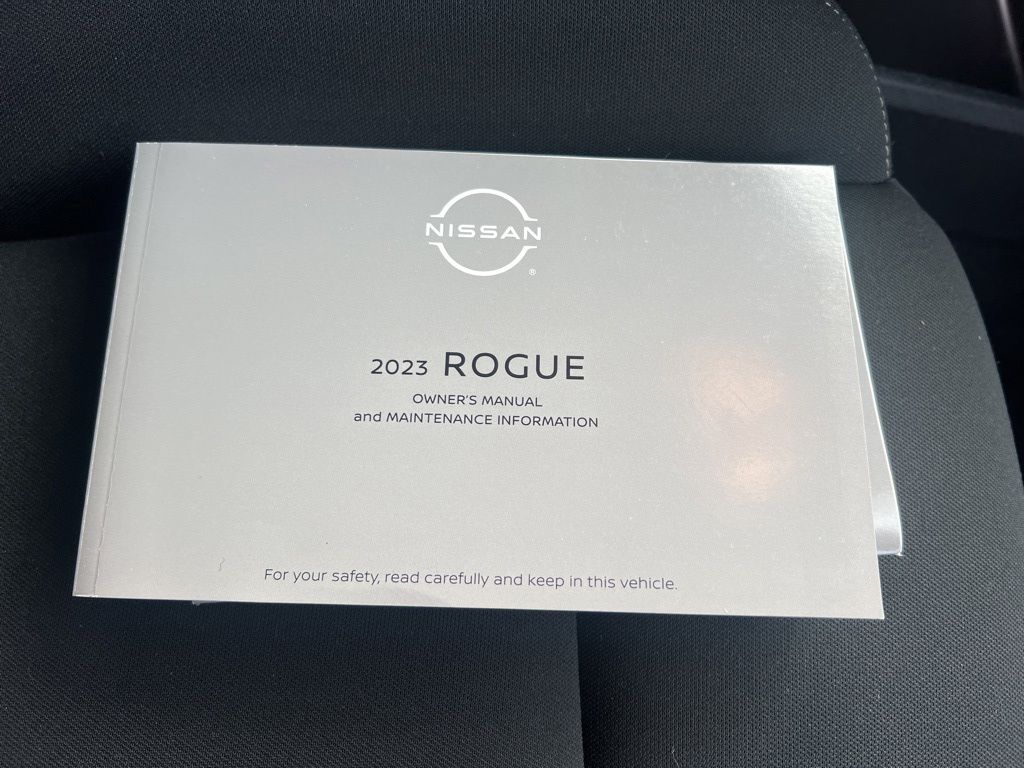 NISSAN
®
2023 ROGUE
OWNER'S MANUAL
and MAINTENANCE INFORMATION
For your safety, read carefully and keep in this vehicle.